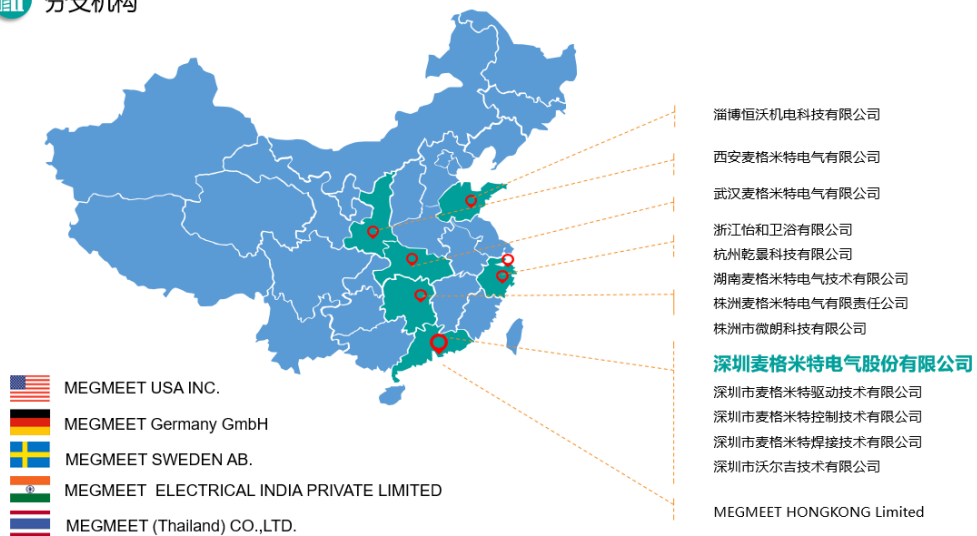 分支机构
淄博恒沃机电科技有限公司
西安麦格米特电气有限公司
武汉麦格米特电气有限公司
浙江怡和卫浴有限公司
杭州乾景科技有限公司
湖南麦格米特电气技术有限公司
株洲麦格米特电气有限责任公司
株洲市微朗科技有限公司
深圳麦格米特电气股份有限公司
深圳市麦格米特驱动技术有限公司
深圳市麦格米特控制技术有限公司
深圳市麦格米特焊接技术有限公司
深圳市沃尔吉技术有限公司
MEGMEET HONGKONG Limited
MEGMEET USA INC.
MEGMEET Germany GmbH
MEGMEET SWEDEN AB.
MEGMEET ELECTRICAL INDIA PRIVATE LIMITED
MEGMEET (Thailand) CO.,LTD.